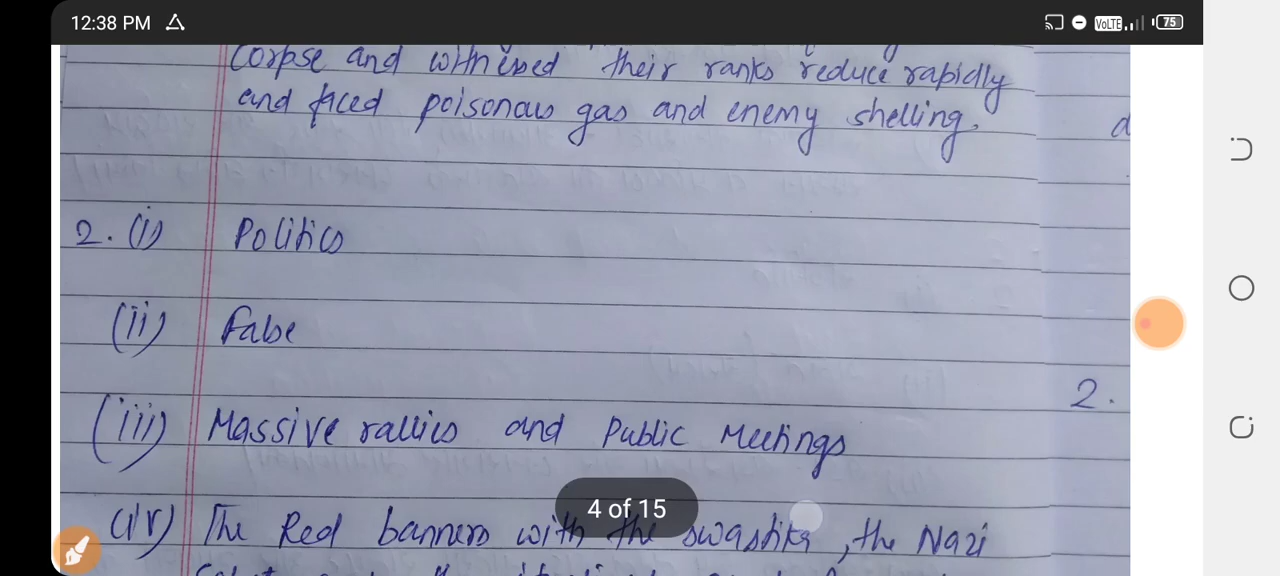 12:38 PM
VoLTE 75
Corpse and witnessed their ranks reduce rapidly
and faced poisonous gas and enemy shelling.
d
2. (i) Politics
(ii) False
2.
(iii) Massive rallies and Public Meetings
4 of 15
(iv) The Red banners with the swastika, the Nazi